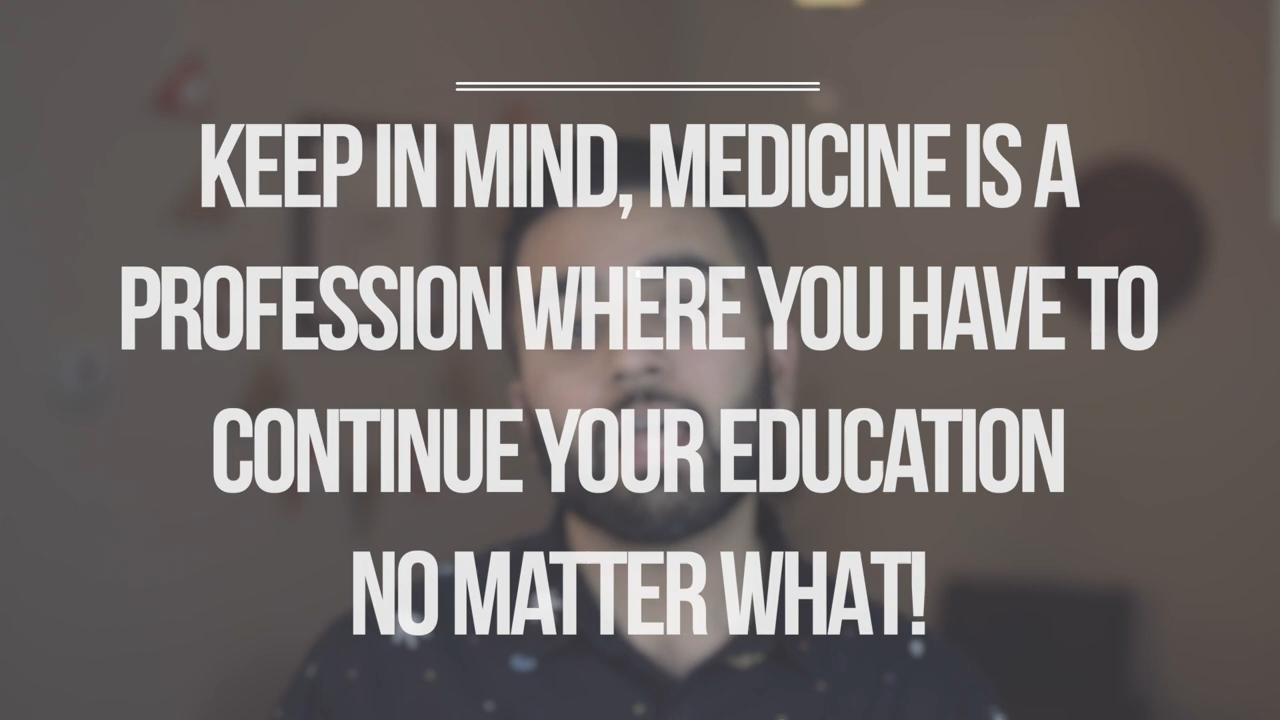 KEEP IN MIND, MEDICINE IS A
PROFESSION WHERE YOU HAVE TO
CONTINUE YOUR EDUCATION
NO MATTER WHAT!